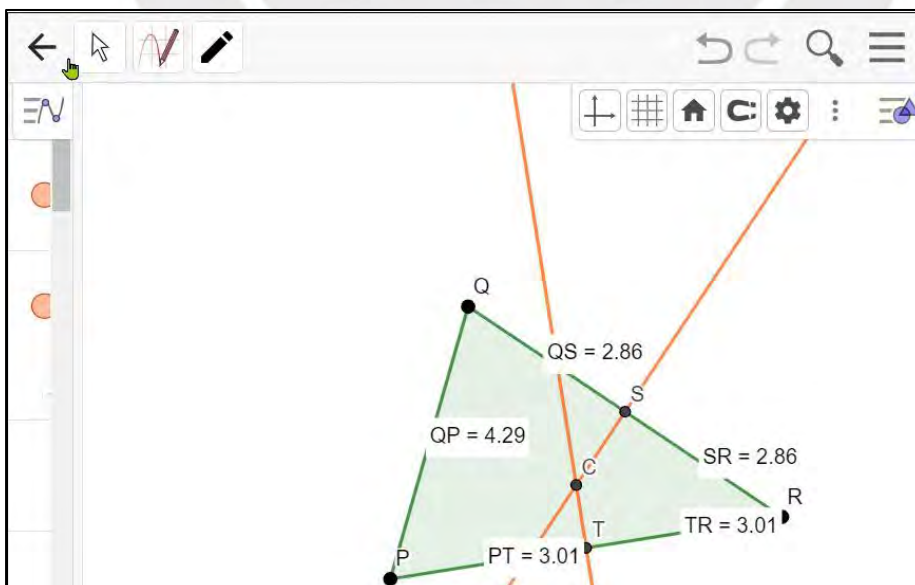 Q
QS = 2.86
S
QP = 4.29
SR = 2.86
C
R
T
TR = 3.01
P
PT = 3.01